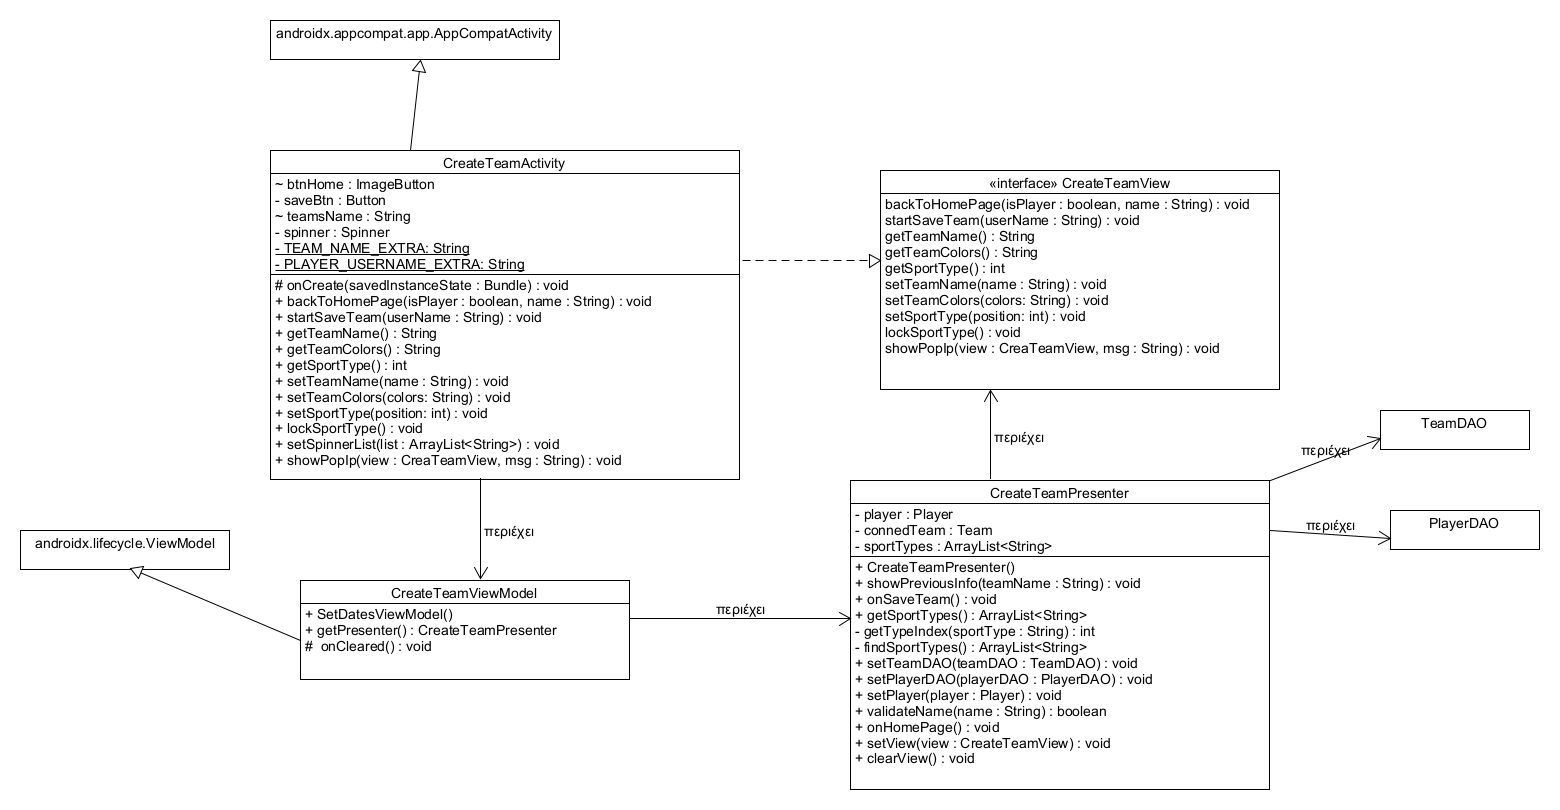 androidx.appcompat.app.AppCompatActivity
CreateTeamActivity
~ btnHome : ImageButton
- saveBtn : Button
~ teamsName : String
- spinner : Spinner
- TEAM_NAME_EXTRA: String
- PLAYER_USERNAME_EXTRA: String
# onCreate(savedInstanceState : Bundle) : void
+ backToHomePage(isPlayer : boolean, name : String) : void
+ startSaveTeam(userName : String) : void
+ getTeamName() : String
+ getTeamColors() : String
+ getSportType() : int
+ setTeamName(name : String) : void
+ setTeamColors(colors: String) : void
+ setSportType(position: int) : void
+ lockSportType() : void
+ setSpinnerList(list : ArrayList<String>) : void
+ showPopIp(view : CreaTeamView, msg : String) : void
«interface» CreateTeamView
backToHomePage(isPlayer : boolean, name : String) : void
startSaveTeam(userName : String) : void
getTeamName() : String
getTeamColors() : String
getSportType() : int
setTeamName(name : String) : void
setTeamColors(colors: String) : void
setSportType(position: int) : void
lockSportType() : void
showPopIp(view : CreaTeamView, msg : String) : void
περιέχει
TeamDAO
περιέχει
PlayerDAO
περιέχει
περιέχει
androidx.lifecycle.ViewModel
CreateTeamViewModel
+ SetDatesViewModel()
+ getPresenter() : CreateTeamPresenter
# onCleared() : void
περιέχει
CreateTeamPresenter
- player : Player
- connedTeam : Team
- sportTypes : ArrayList<String>
+ CreateTeamPresenter()
+ showPreviousInfo(teamName : String) : void
+ onSaveTeam() : void
+ getSportTypes() : ArrayList<String>
- getTypeIndex(sportType : String) : int
- findSportTypes() : ArrayList<String>
+ setTeamDAO(teamDAO : TeamDAO) : void
+ setPlayerDAO(playerDAO : PlayerDAO) : void
+ setPlayer(player : Player) : void
+ validateName(name : String) : boolean
+ onHomePage() : void
+ setView(view : CreateTeamView) : void
+ clearView() : void